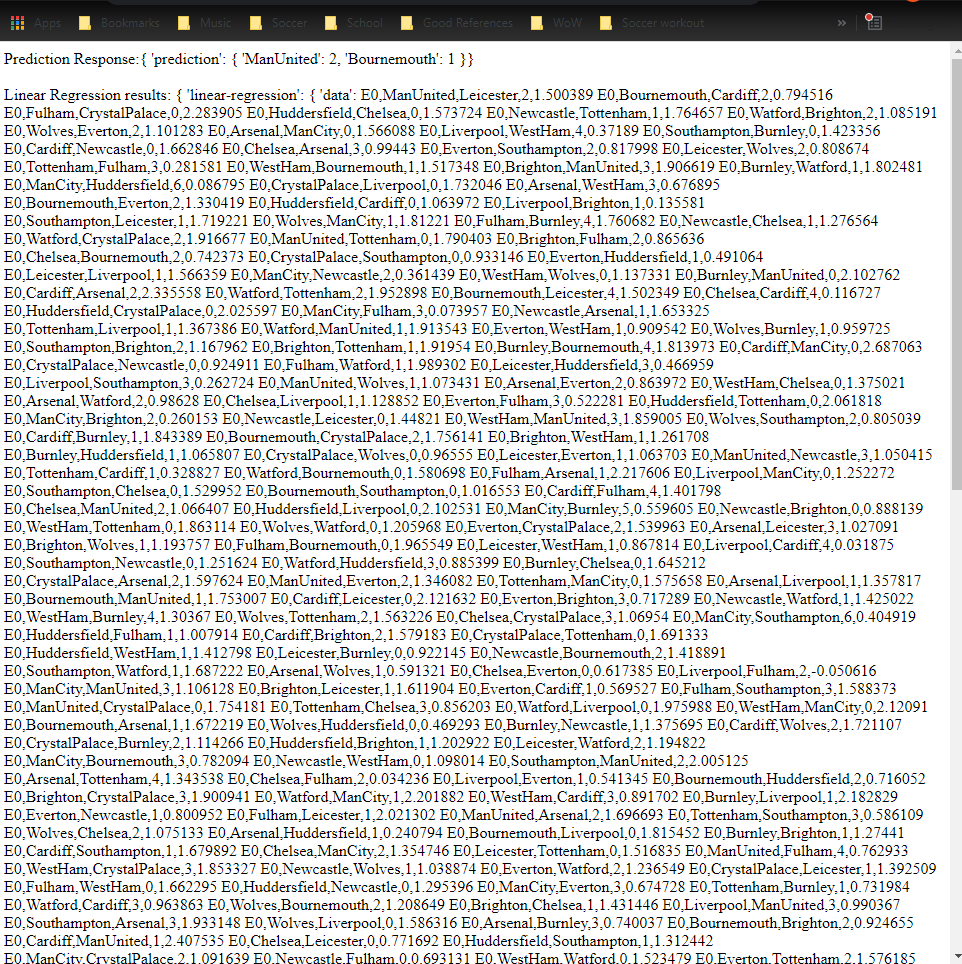 Apps Bookmarks Music Soccer School Good References WoW Soccer workout »
Prediction Response:{ 'prediction': { 'ManUnited': 2, 'Bournemouth': 1 }}
Linear Regression results: { 'linear-regression': { 'data': E0,ManUnited,Leicester,2,1.500389 E0,Bournemouth,Cardiff,2,0.794516
E0,Fulham,CrystalPalace,0,2.283905 E0,Huddersfield,Chelsea,0,1.573724 E0,Newcastle,Tottenham,1,1.764657 E0,Watford,Brighton,2,1.085191
E0,Wolves,Everton,2,1.101283 E0,Arsenal,ManCity,0,1.566088 E0,Liverpool,WestHam,4,0.37189 E0,Southampton,Burnley,0,1.423356
E0,Cardiff,Newcastle,0,1.662846 E0,Chelsea,Arsenal,3,0.99443 E0,Everton,Southampton,2,0.817998 E0,Leicester,Wolves,2,0.808674
E0,Tottenham,Fulham,3,0.281581 E0,WestHam,Bournemouth,1,1.517348 E0,Brighton,ManUnited,3,1.906619 E0,Burnley,Watford,1,1.802481
E0,ManCity,Huddersfield,6,0.086795 E0,CrystalPalace,Liverpool,0,1.732046 E0,Arsenal,WestHam,3,0.676895
E0,Bournemouth,Everton,2,1.330419 E0,Huddersfield,Cardiff,0,1.063972 E0,Liverpool,Brighton,1,0.135581
E0,Southampton,Leicester,1,1.719221 E0,Wolves,ManCity,1,1.81221 E0,Fulham,Burnley,4,1.760682 E0,Newcastle,Chelsea,1,1.276564
E0,Watford,CrystalPalace,2,1.916677 E0,ManUnited,Tottenham,0,1.790403 E0,Brighton,Fulham,2,0.865636
E0,Chelsea,Bournemouth,2,0.742373 E0,CrystalPalace,Southampton,0,0.933146 E0,Everton,Huddersfield,1,0.491064
E0,Leicester,Liverpool,1,1.566359 E0,ManCity,Newcastle,2,0.361439 E0,WestHam,Wolves,0,1.137331 E0,Burnley,ManUnited,0,2.102762
E0,Cardiff,Arsenal,2,2.335558 E0,Watford,Tottenham,2,1.952898 E0,Bournemouth,Leicester,4,1.502349 E0,Chelsea,Cardiff,4,0.116727
E0,Huddersfield,CrystalPalace,0,2.025597 E0,ManCity,Fulham,3,0.073957 E0,Newcastle,Arsenal,1,1.653325
E0,Tottenham,Liverpool,1,1.367386 E0,Watford,ManUnited,1,1.913543 E0,Everton,WestHam,1,0.909542 E0,Wolves,Burnley,1,0.959725
E0,Southampton,Brighton,2,1.167962 E0,Brighton,Tottenham,1,1.91954 E0,Burnley,Bournemouth,4,1.813973 E0,Cardiff,ManCity,0,2.687063
E0,CrystalPalace,Newcastle,0,0.924911 E0,Fulham,Watford,1,1.989302 E0,Leicester,Huddersfield,3,0.466959
E0,Liverpool,Southampton,3,0.262724 E0,ManUnited,Wolves,1,1.073431 E0,Arsenal,Everton,2,0.863972 E0,WestHam,Chelsea,0,1.375021
E0,Arsenal,Watford,2,0.98628 E0,Chelsea,Liverpool,1,1.128852 E0,Everton,Fulham,3,0.522281 E0,Huddersfield,Tottenham,0,2.061818
E0,ManCity,Brighton,2,0.260153 E0,Newcastle,Leicester,0,1.44821 E0,WestHam,ManUnited,3,1.859005 E0,Wolves,Southampton,2,0.805039
E0,Cardiff,Burnley,1,1.843389 E0,Bournemouth,CrystalPalace,2,1.756141 E0,Brighton,WestHam,1,1.261708
E0,Burnley,Huddersfield,1,1.065807 E0,CrystalPalace,Wolves,0,0.96555 E0,Leicester,Everton,1,1.063703 E0,ManUnited,Newcastle,3,1.050415
E0,Tottenham,Cardiff,1,0.328827 E0,Watford,Bournemouth,0,1.580698 E0,Fulham,Arsenal,1,2.217606 E0,Liverpool,ManCity,0,1.252272
E0,Southampton,Chelsea,0,1.529952 E0,Bournemouth,Southampton,0,1.016553 E0,Cardiff,Fulham,4,1.401798
E0,Chelsea,ManUnited,2,1.066407 E0,Huddersfield,Liverpool,0,2.102531 E0,ManCity,Burnley,5,0.559605 E0,Newcastle,Brighton,0,0.888139
E0,WestHam,Tottenham,0,1.863114 E0,Wolves,Watford,0,1.205968 E0,Everton,CrystalPalace,2,1.539963 E0,Arsenal,Leicester,3,1.027091
E0,Brighton,Wolves,1,1.193757 E0,Fulham,Bournemouth,0,1.965549 E0,Leicester,WestHam,1,0.867814 E0,Liverpool,Cardiff,4,0.031875
E0,Southampton,Newcastle,0,1.251624 E0,Watford,Huddersfield,3,0.885399 E0,Burnley,Chelsea,0,1.645212
E0,CrystalPalace,Arsenal,2,1.597624 E0,ManUnited,Everton,2,1.346082 E0,Tottenham,ManCity,0,1.575658 E0,Arsenal,Liverpool,1,1.357817
E0,Bournemouth,ManUnited,1,1.753007 E0,Cardiff,Leicester,0,2.121632 E0,Everton,Brighton,3,0.717289 E0,Newcastle,Watford,1,1.425022
E0,WestHam,Burnley,4,1.30367 E0,Wolves,Tottenham,2,1.563226 E0,Chelsea,CrystalPalace,3,1.06954 E0,ManCity,Southampton,6,0.404919
E0,Huddersfield,Fulham,1,1.007914 E0,Cardiff,Brighton,2,1.579183 E0,CrystalPalace,Tottenham,0,1.691333
E0,Huddersfield,WestHam,1,1.412798 E0,Leicester,Burnley,0,0.922145 E0,Newcastle,Bournemouth,2,1.418891
E0,Southampton,Watford,1,1.687222 E0,Arsenal,Wolves,1,0.591321 E0,Chelsea,Everton,0,0.617385 E0,Liverpool,Fulham,2,-0.050616
E0,ManCity,ManUnited,3,1.106128 E0,Brighton,Leicester,1,1.611904 E0,Everton,Cardiff,1,0.569527 E0,Fulham,Southampton,3,1.588373
E0,ManUnited,CrystalPalace,0,1.754181 E0,Tottenham,Chelsea,3,0.856203 E0,Watford,Liverpool,0,1.975988 E0,WestHam,ManCity,0,2.12091
E0,Bournemouth,Arsenal,1,1.672219 E0,Wolves,Huddersfield,0,0.469293 E0,Burnley,Newcastle,1,1.375695 E0,Cardiff,Wolves,2,1.721107
E0,CrystalPalace,Burnley,2,1.114266 E0,Huddersfield,Brighton,1,1.202922 E0,Leicester,Watford,2,1.194822
E0,ManCity,Bournemouth,3,0.782094 E0,Newcastle,WestHam,0,1.098014 E0,Southampton,ManUnited,2,2.005125
E0,Arsenal,Tottenham,4,1.343538 E0,Chelsea,Fulham,2,0.034236 E0,Liverpool,Everton,1,0.541345 E0,Bournemouth,Huddersfield,2,0.716052
E0,Brighton,CrystalPalace,3,1.900941 E0,Watford,ManCity,1,2.201882 E0,WestHam,Cardiff,3,0.891702 E0,Burnley,Liverpool,1,2.182829
E0,Everton,Newcastle,1,0.800952 E0,Fulham,Leicester,1,2.021302 E0,ManUnited,Arsenal,2,1.696693 E0,Tottenham,Southampton,3,0.586109
E0,Wolves,Chelsea,2,1.075133 E0,Arsenal,Huddersfield,1,0.240794 E0,Bournemouth,Liverpool,0,1.815452 E0,Burnley,Brighton,1,1.27441
E0,Cardiff,Southampton,1,1.679892 E0,Chelsea,ManCity,2,1.354746 E0,Leicester,Tottenham,0,1.516835 E0,ManUnited,Fulham,4,0.762933
E0,WestHam,CrystalPalace,3,1.853327 E0,Newcastle,Wolves,1,1.038874 E0,Everton,Watford,2,1.236549 E0,CrystalPalace,Leicester,1,1.392509
E0,Fulham,WestHam,0,1.662295 E0,Huddersfield,Newcastle,0,1.295396 E0,ManCity,Everton,3,0.674728 E0,Tottenham,Burnley,1,0.731984
E0,Watford,Cardiff,3,0.963863 E0,Wolves,Bournemouth,2,1.208649 E0,Brighton,Chelsea,1,1.431446 E0,Liverpool,ManUnited,3,0.990367
E0,Southampton,Arsenal,3,1.933148 E0,Wolves,Liverpool,0,1.586316 E0,Arsenal,Burnley,3,0.740037 E0,Bournemouth,Brighton,2,0.924655
E0,Cardiff,ManUnited,1,2.407535 E0,Chelsea,Leicester,0,0.771692 E0,Huddersfield,Southampton,1,1.312442
E0,ManCity,CrystalPalace,2,1.091639 E0,Newcastle,Fulham,0,0.693131 E0,WestHam,Watford,0,1.523479 E0,Everton,Tottenham,2,1.576185